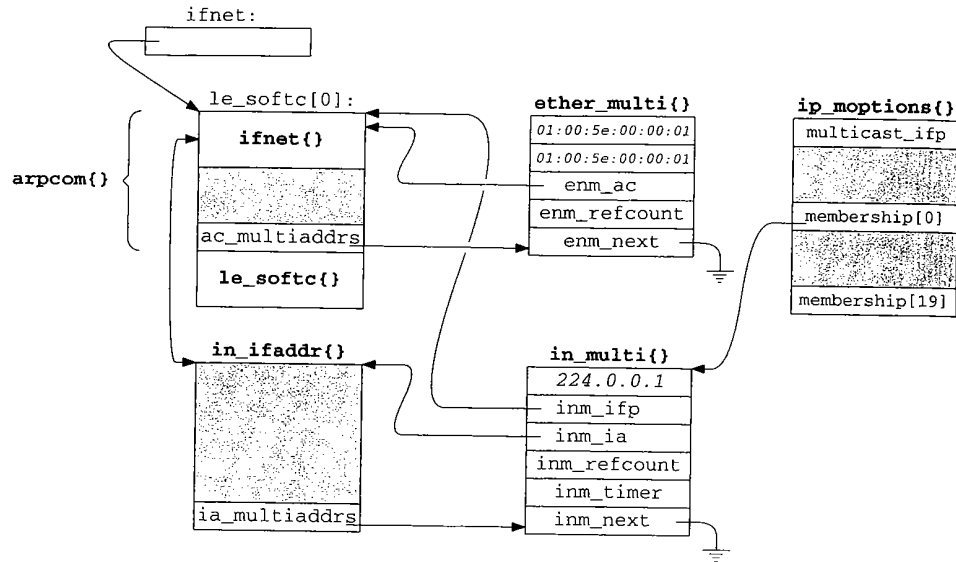 ifnet:
le_softc[0]:
ifnet{}
arpcom{}
ac_multiaddrs
le_softc{}
ether_multi{}
01:00:5e:00:00:01
01:00:5e:00:00:01
enm_ac
enm_refcount
enm_next
ip_moptions{}
multicast_ifp
membership[0]
membership[19]
in_ifaddr{}
ia_multiaddrs
in_multi{}
224.0.0.1
inm_ifp
inm_ia
inm_refcount
inm_timer
inm_next